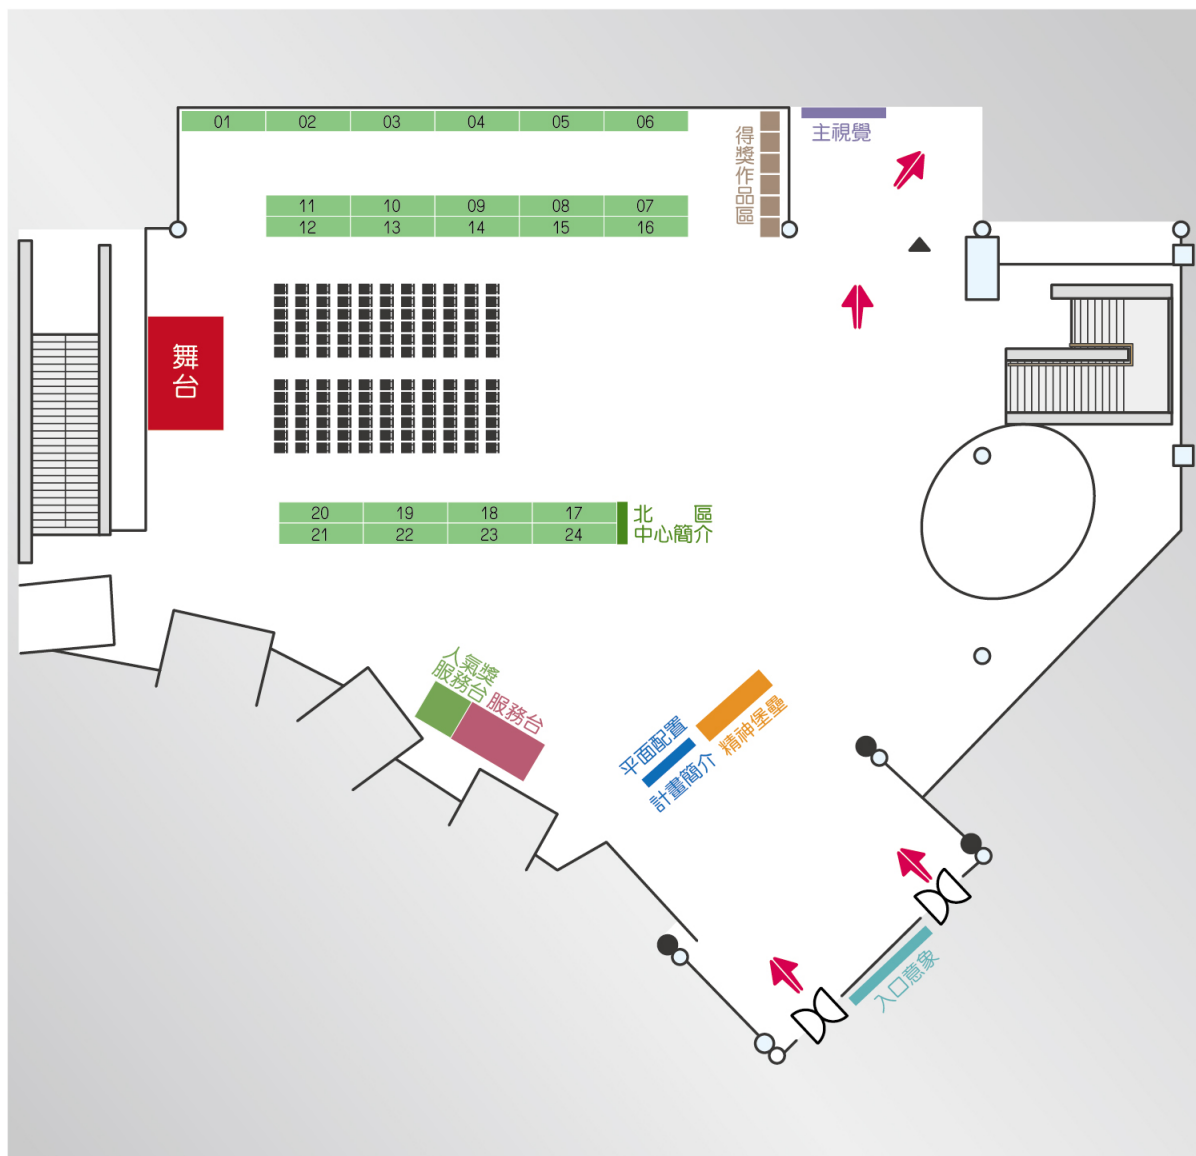 01 02 03 04 05 06
得獎作品區
主視覺
11 10 09 08 07
12 13 14 15 16
舞台
20 19 18 17
21 22 23 24
北 區
中心簡介
人氣獎
服務台
服務台
平面配置
計畫簡介
精神堡壘
入口意象